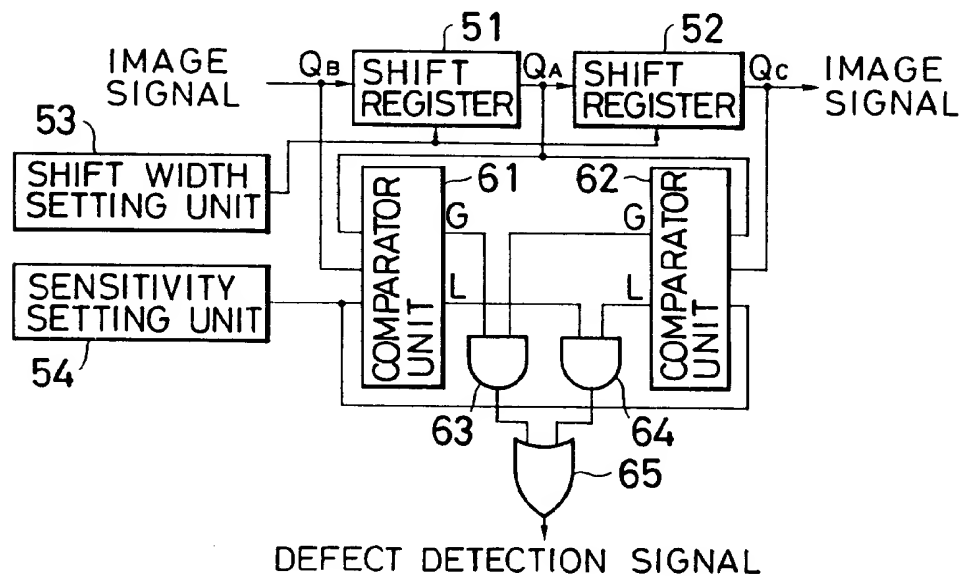 51
52
IMAGE
SIGNAL
QB
SHIFT
REGISTER
QA
SHIFT
REGISTER
QC
IMAGE
SIGNAL
53
SHIFT WIDTH
SETTING UNIT
61
62
COMPARATOR
UNIT
G
L
G
L
COMPARATOR
UNIT
SENSITIVITY
SETTING UNIT
54
63
64
65
DEFECT DETECTION SIGNAL